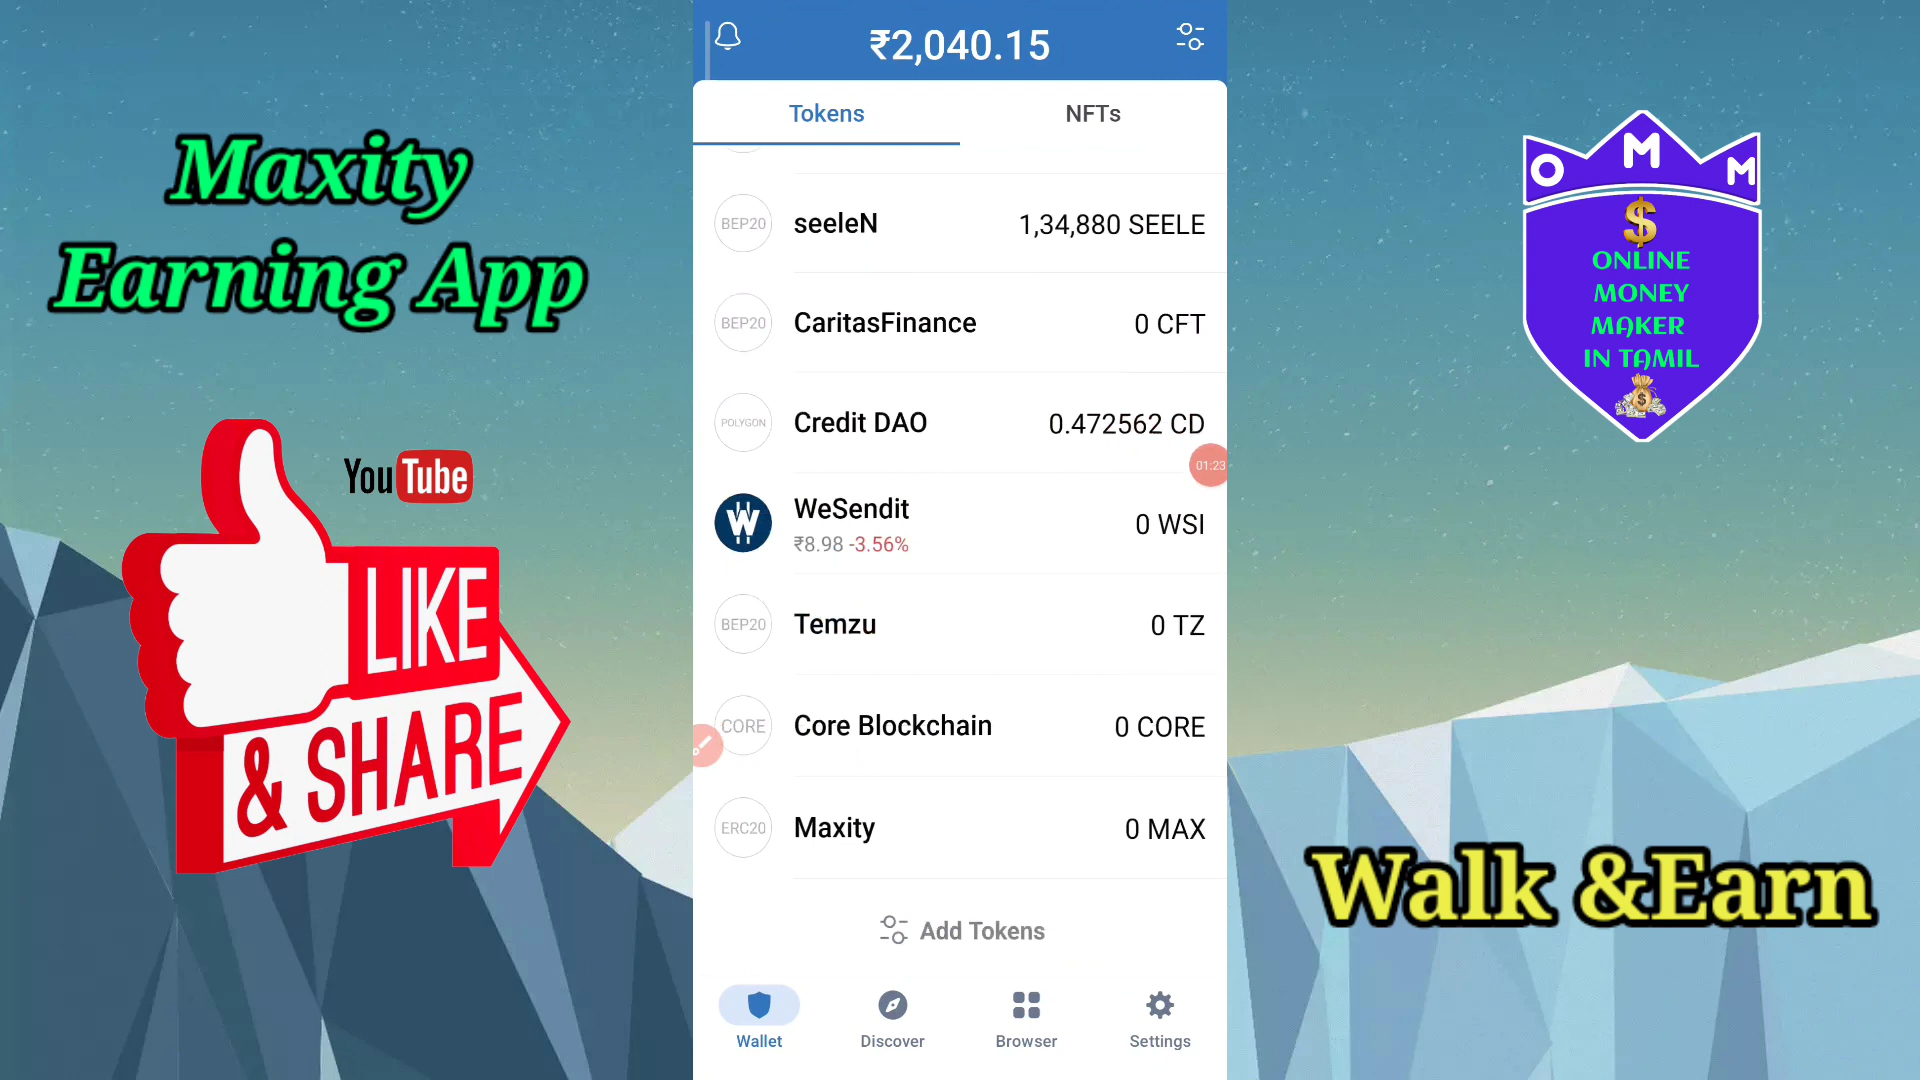 Maxity
Earning App
YouTube
LIKE
& SHARE
₹2,040.15
Tokens
NFTs
BEP20
seeleN
1,34,880 SEELE
BEP20
CaritasFinance
0 CFT
POLYGON
Credit DAO
0.472562 CD
01:23
WeSendit
₹8.98 -3.56%
0 WSI
BEP20
Temzu
0 TZ
CORE
Core Blockchain
0 CORE
ERC20
Maxity
0 MAX
Add Tokens
Wallet
Discover
Browser
Settings
O M M
$
ONLINE
MONEY
MAKER
IN TAMIL
$
Walk &Earn